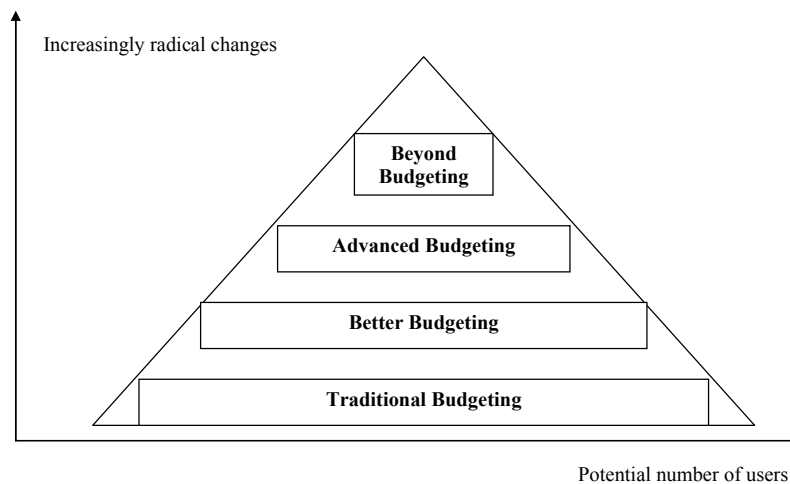 Increasingly radical changes
Beyond
Budgeting
Advanced Budgeting
Better Budgeting
Traditional Budgeting
Potential number of users